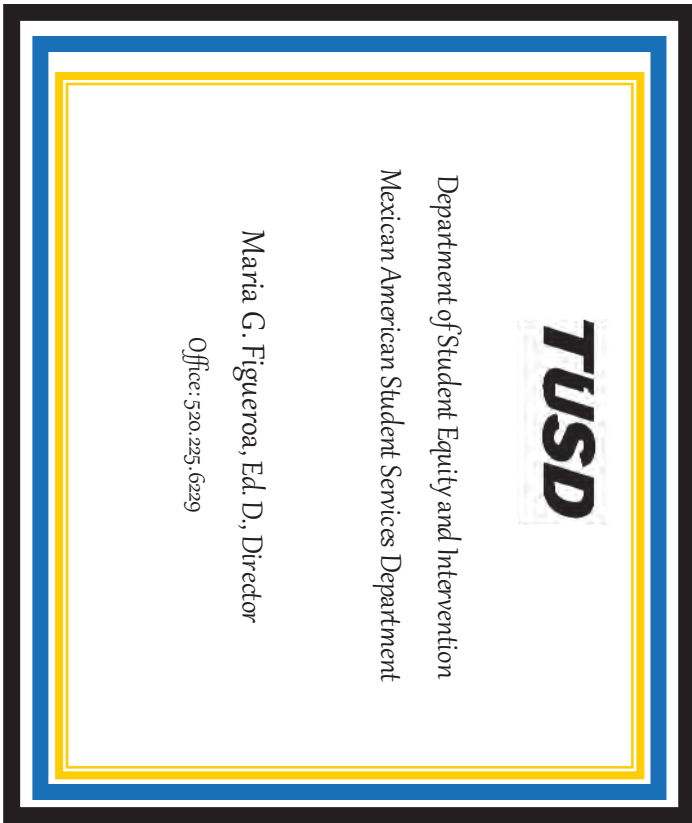 TUSD
Department of Student Equity and Intervention
Mexican American Student Services Department
Maria G. Figueroa, Ed. D., Director
Office: 520.225.6229